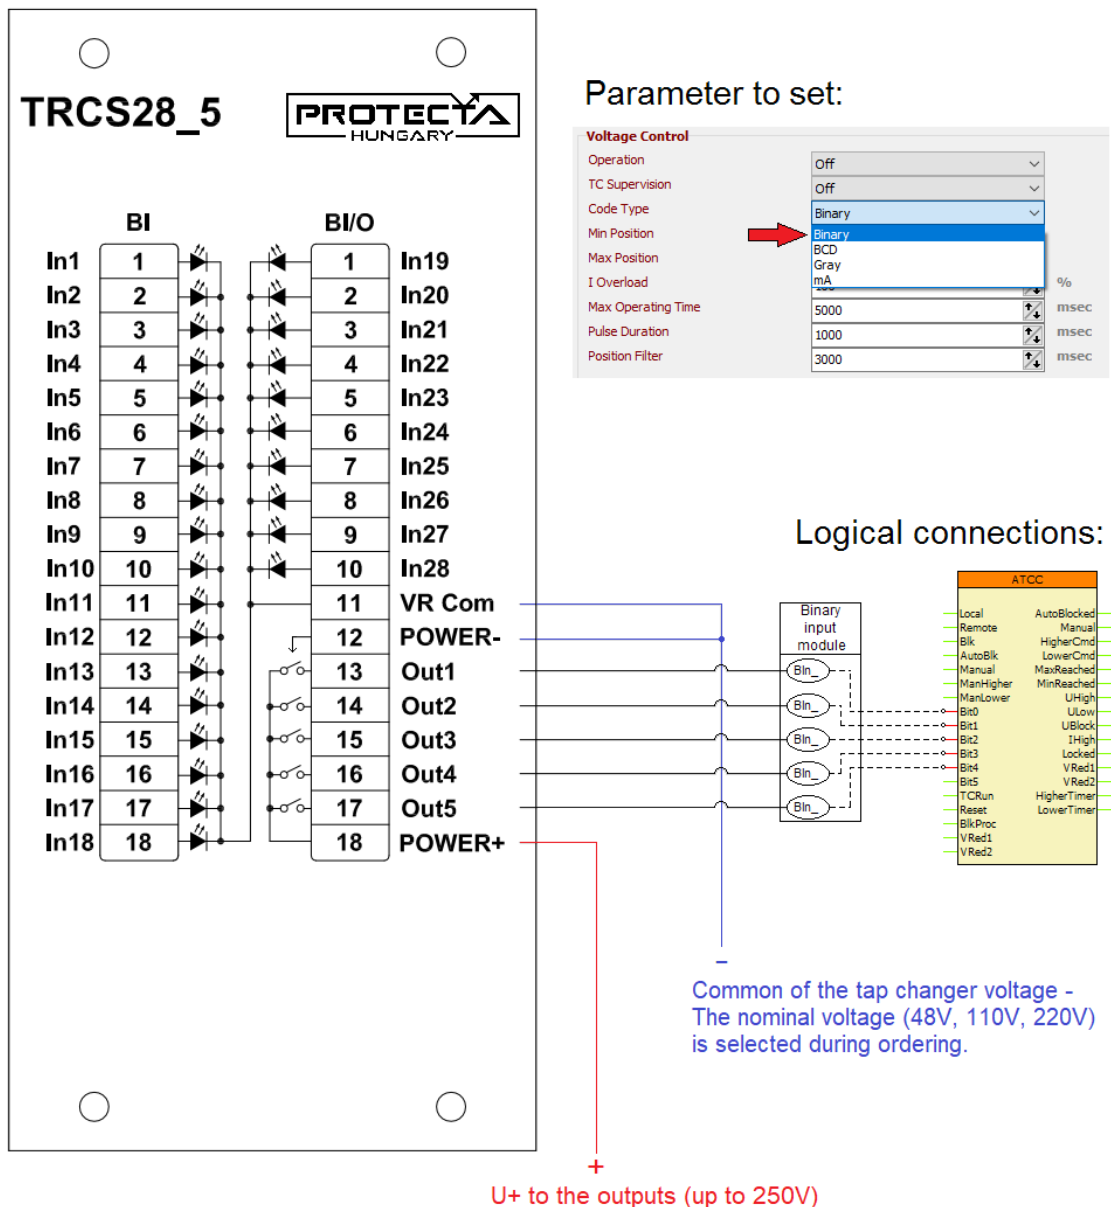 TRCS28_5
PROTECTA
HUNGARY
BI
BI/O
In1 1 1 In19
In2 2 2 In20
In3 3 3 In21
In4 4 4 In22
In5 5 5 In23
In6 6 6 In24
In7 7 7 In25
In8 8 8 In26
In9 9 9 In27
In10 10 10 In28
In11 11 11 VR Com
In12 12 12 POWER-
In13 13 13 Out1
In14 14 14 Out2
In15 15 15 Out3
In16 16 16 Out4
In17 17 17 Out5
In18 18 18 POWER+
Parameter to set:
Voltage Control
Operation Off
TC Supervision Off
Code Type Binary
Min Position Binary
BCD
Max Position Gray
I Overload mA %
Max Operating Time 5000 msec
Pulse Duration 1000 msec
Position Filter 3000 msec
Logical connections:
Binary
input
module
BIn_
BIn_
BIn_
BIn_
BIn_
ATCC
Local AutoBlocked
Remote Manual
Blk HigherCmd
AutoBlk LowerCmd
Manual MaxReached
ManHigher MinReached
ManLower UHigh
Bit0 ULow
Bit1 UBlock
Bit2 IHigh
Bit3 Locked
Bit4 VRed1
Bit5 VRed2
TCRun HigherTimer
Reset LowerTimer
BlkProc
VRed1
VRed2
-
Common of the tap changer voltage -
The nominal voltage (48V, 110V, 220V)
is selected during ordering.
+
U+ to the outputs (up to 250V)